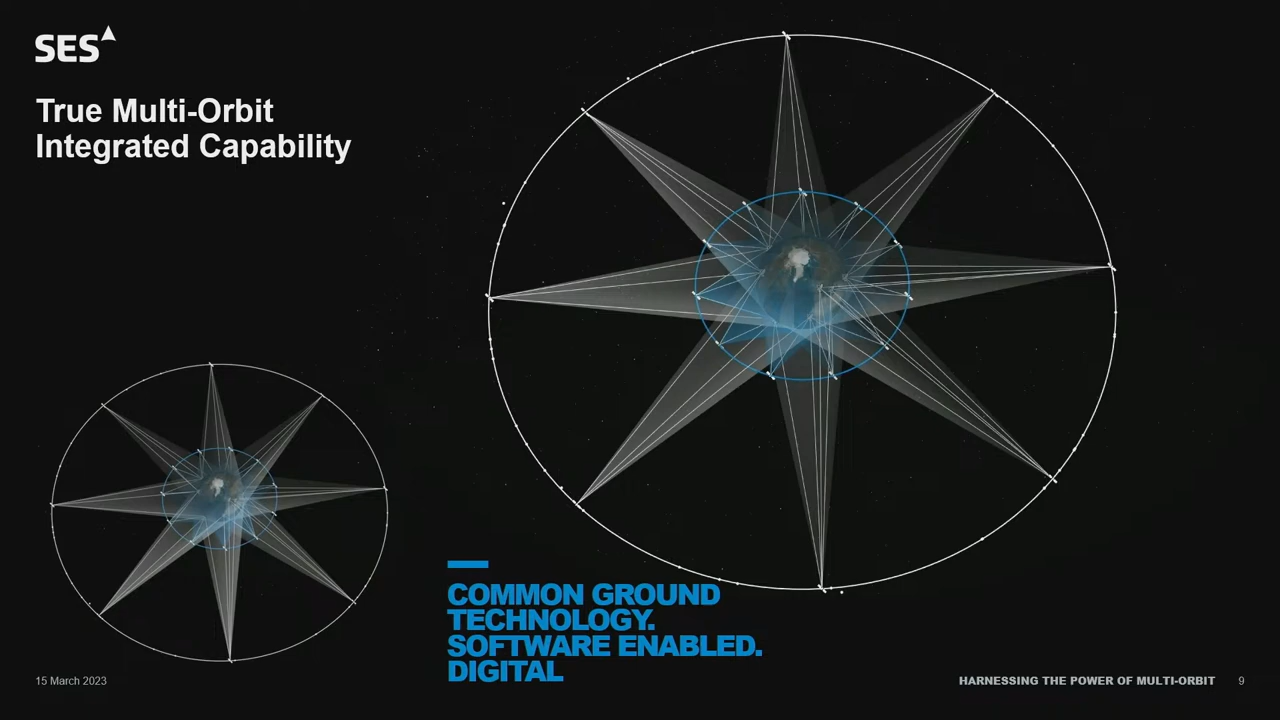 SES
True Multi-Orbit
Integrated Capability
COMMON GROUND
TECHNOLOGY.
SOFTWARE ENABLED.
DIGITAL
15 March 2023
HARNESSING THE POWER OF MULTI-ORBIT 9